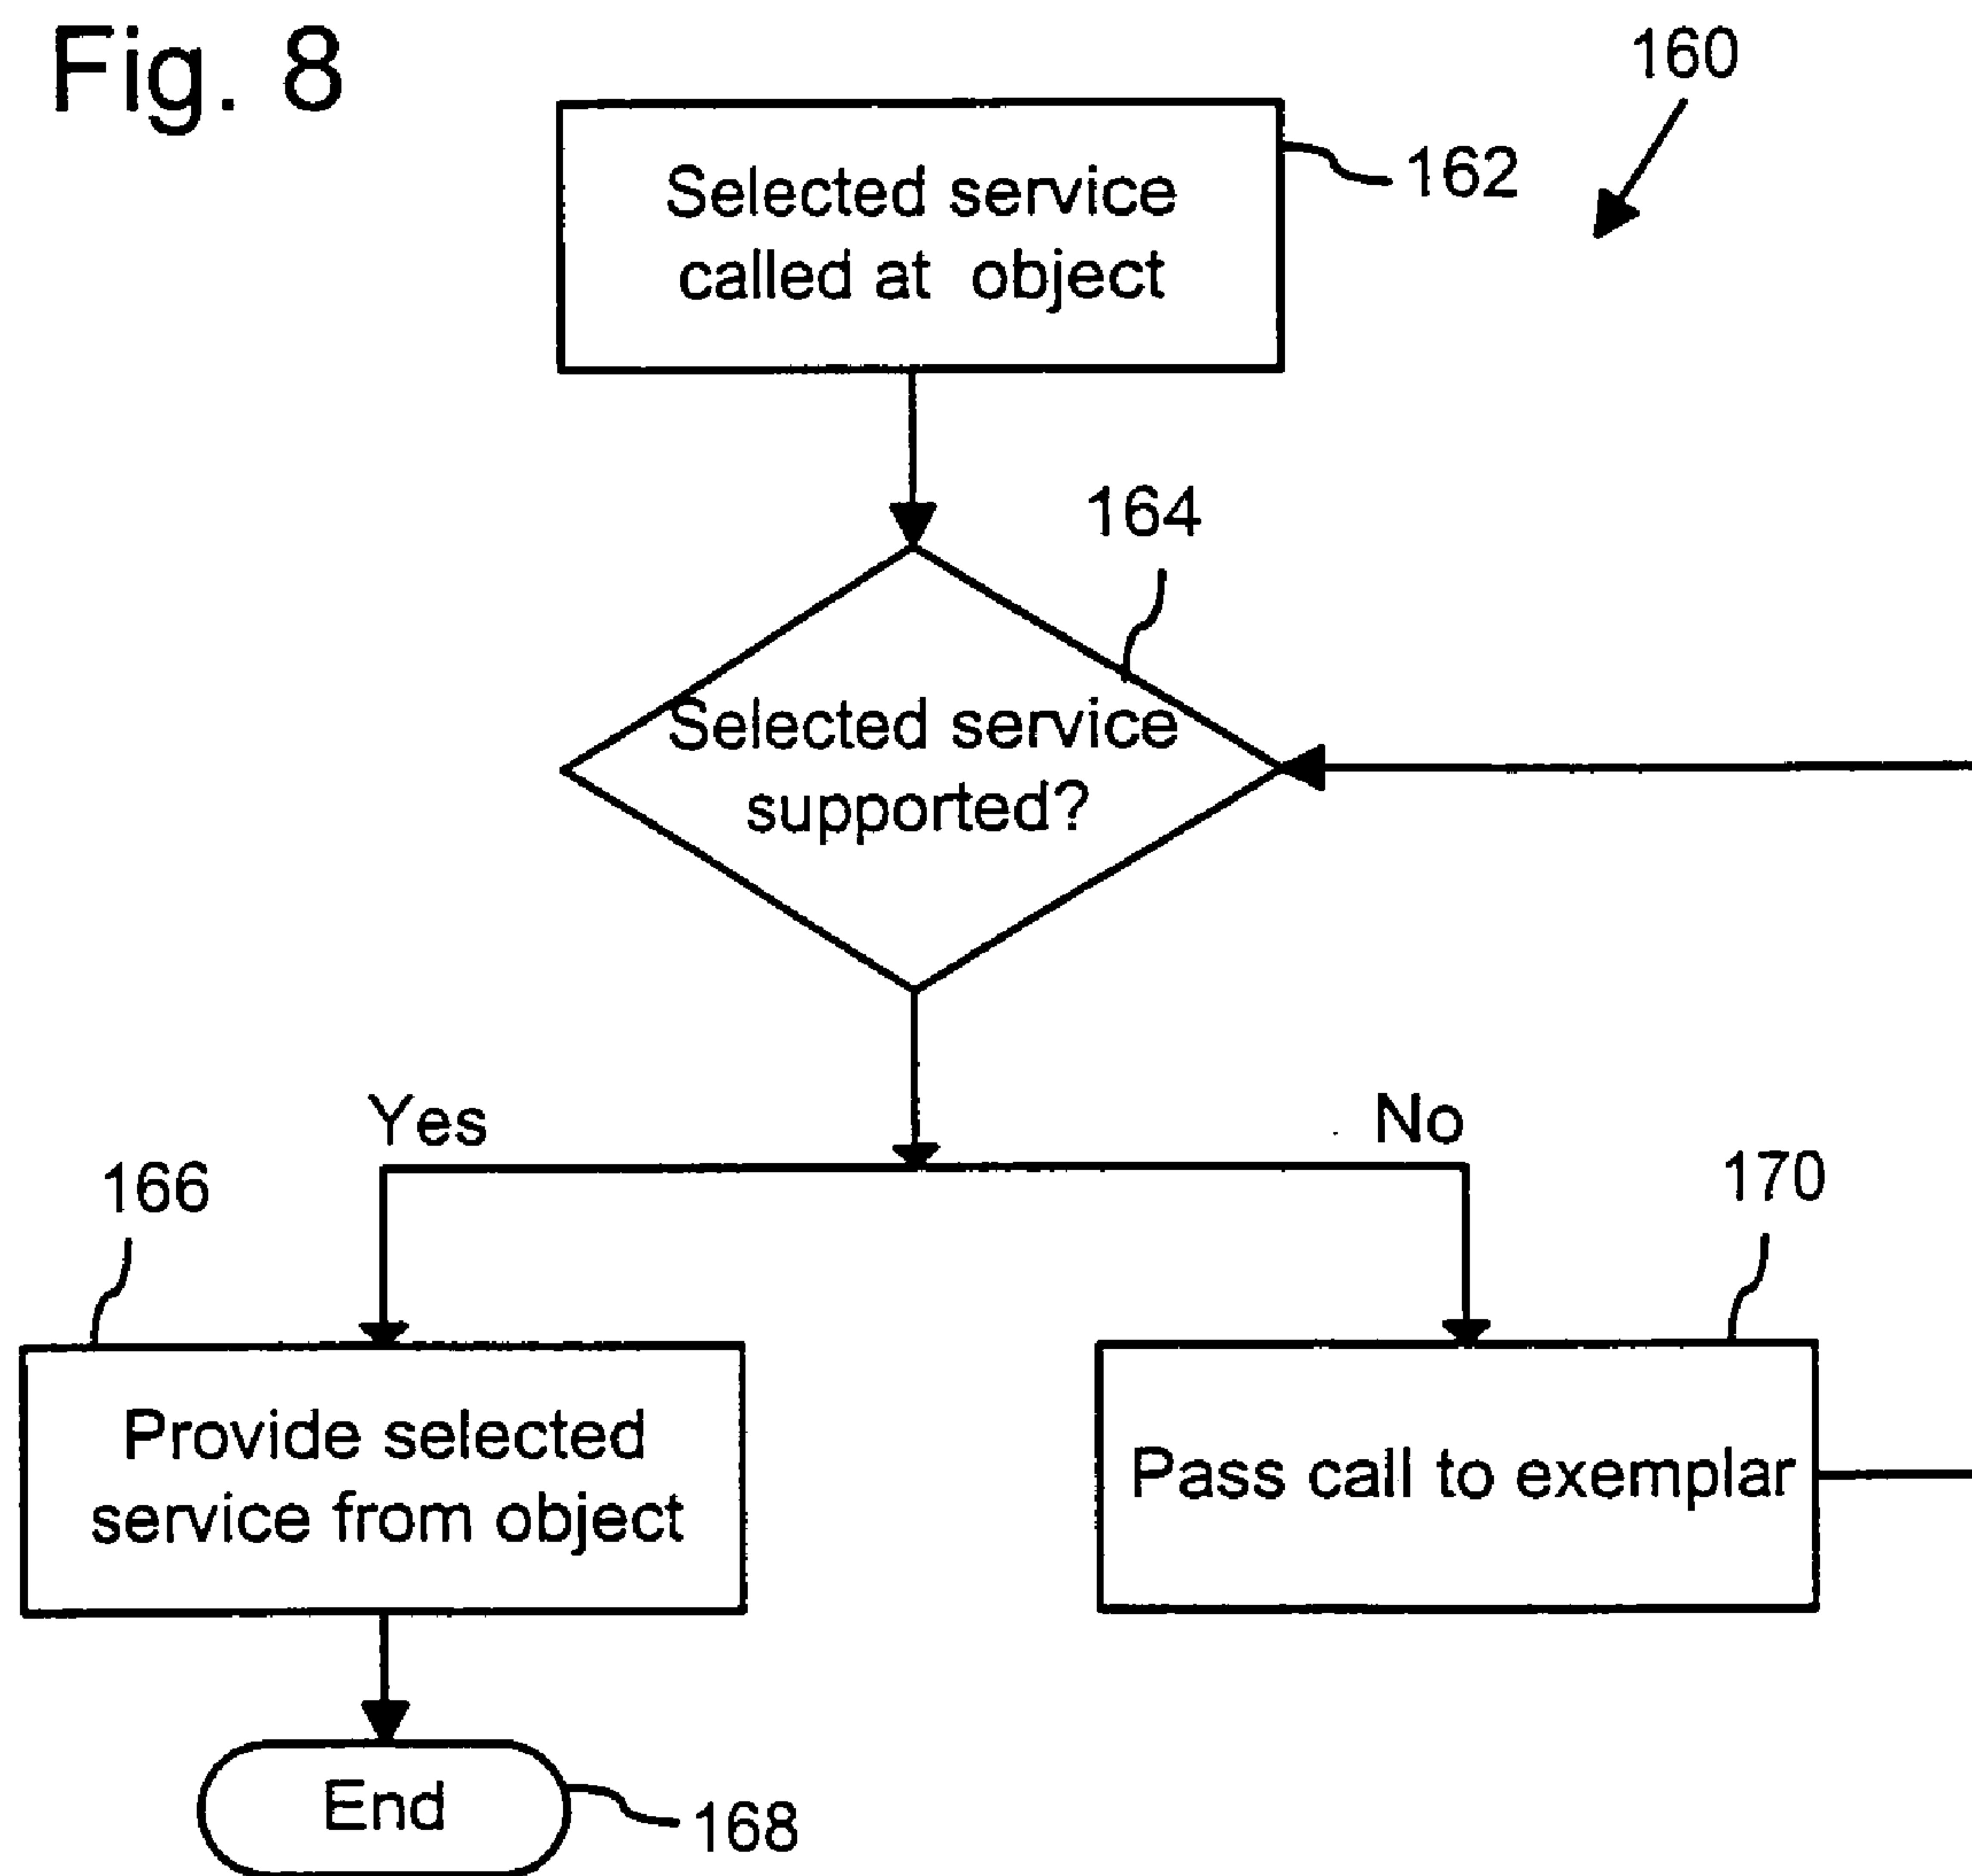 Fig. 8
160
Selected service
called at object
162
164
Selected service
supported?
Yes
No
166
170
Provide selected
service from object
Pass call to exemplar
End
168